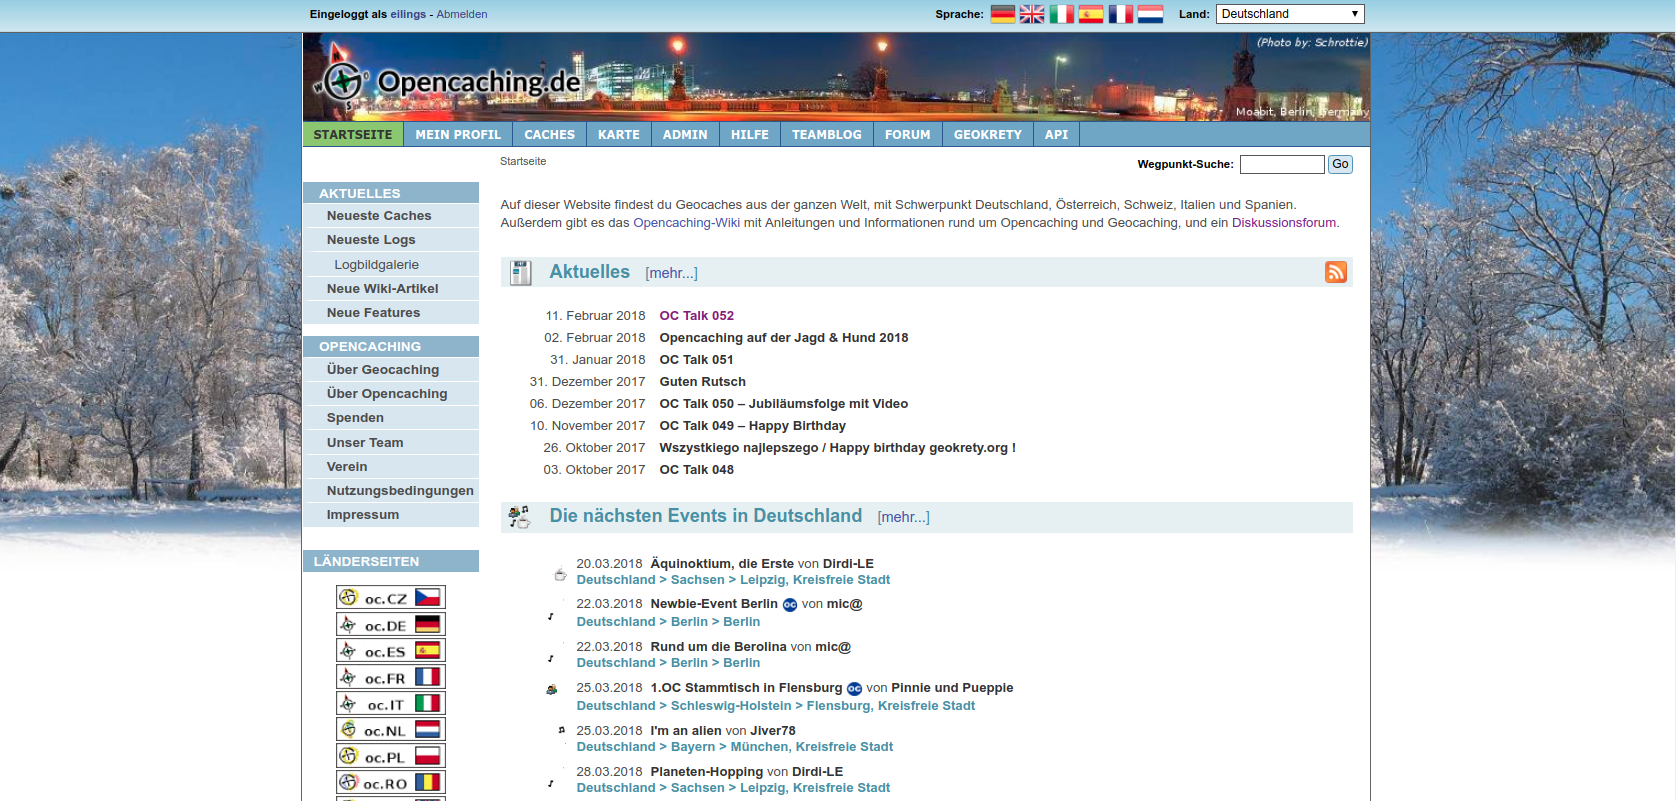 Eingeloggt als eilings - Abmelden
Sprache:
Land: Deutschland
(Photo by: Schrottie)
Opencaching.de
Moabit, Berlin, Germany
STARTSEITE MEIN PROFIL CACHES KARTE ADMIN HILFE TEAMBLOG FORUM GEOKRETY API
Startseite
Wegpunkt-Suche: Go
AKTUELLES
Neueste Caches
Neueste Logs
Logbildgalerie
Neue Wiki-Artikel
Neue Features
OPENCACHING
Über Geocaching
Über Opencaching
Spenden
Unser Team
Verein
Nutzungsbedingungen
Impressum
LÄNDERSEITEN
oc.CZ
oc.DE
oc.ES
oc.FR
oc.IT
oc.NL
oc.PL
oc.RO
Auf dieser Website findest du Geocaches aus der ganzen Welt, mit Schwerpunkt Deutschland, Österreich, Schweiz, Italien und Spanien.
Außerdem gibt es das Opencaching-Wiki mit Anleitungen und Informationen rund um Opencaching und Geocaching, und ein Diskussionsforum.
Aktuelles [mehr...]
11. Februar 2018 OC Talk 052
02. Februar 2018 Opencaching auf der Jagd & Hund 2018
31. Januar 2018 OC Talk 051
31. Dezember 2017 Guten Rutsch
06. Dezember 2017 OC Talk 050 – Jubiläumsfolge mit Video
10. November 2017 OC Talk 049 – Happy Birthday
26. Oktober 2017 Wszystkiego najlepszego / Happy birthday geokrety.org !
03. Oktober 2017 OC Talk 048
Die nächsten Events in Deutschland [mehr...]
20.03.2018 Äquinoktium, die Erste von Dirdi-LE
Deutschland > Sachsen > Leipzig, Kreisfreie Stadt
22.03.2018 Newbie-Event Berlin OC von mic@
Deutschland > Berlin > Berlin
22.03.2018 Rund um die Berolina von mic@
Deutschland > Berlin > Berlin
25.03.2018 1.OC Stammtisch in Flensburg OC von Pinnie und Pueppie
Deutschland > Schleswig-Holstein > Flensburg, Kreisfreie Stadt
25.03.2018 I'm an alien von Jiver78
Deutschland > Bayern > München, Kreisfreie Stadt
28.03.2018 Planeten-Hopping von Dirdi-LE
Deutschland > Sachsen > Leipzig, Kreisfreie Stadt